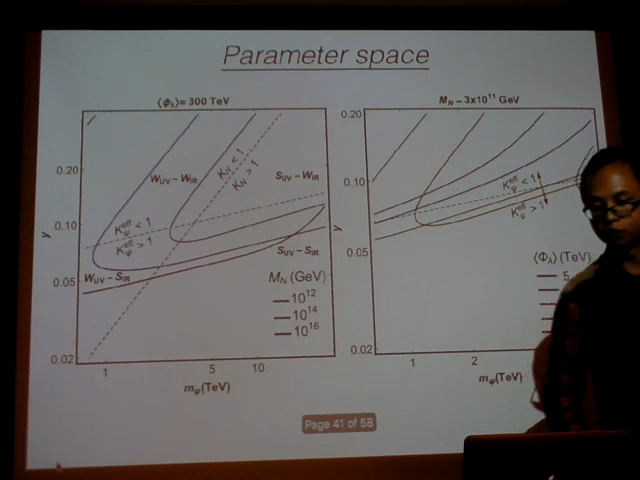 Parameter space
⟨Φ_λ⟩= 300 TeV
0.20
0.10
0.05
0.02
y
1
5
10
m_ψ(TeV)
W_UV – W_IR
K_N < 1
K_N > 1
S_UV – W_IR
K_ψ^eff < 1
K_ψ^eff > 1
W_UV – S_IR
S_UV – S_IR
M_N (GeV)
10^12
10^14
10^16
M_N ~ 3x10^11 GeV
0.20
0.10
0.05
0.02
y
1
2
m_ψ(TeV)
K_ψ^eff < 1
K_ψ^eff > 1
⟨Φ_λ⟩ (TeV)
5
Page 41 of 58